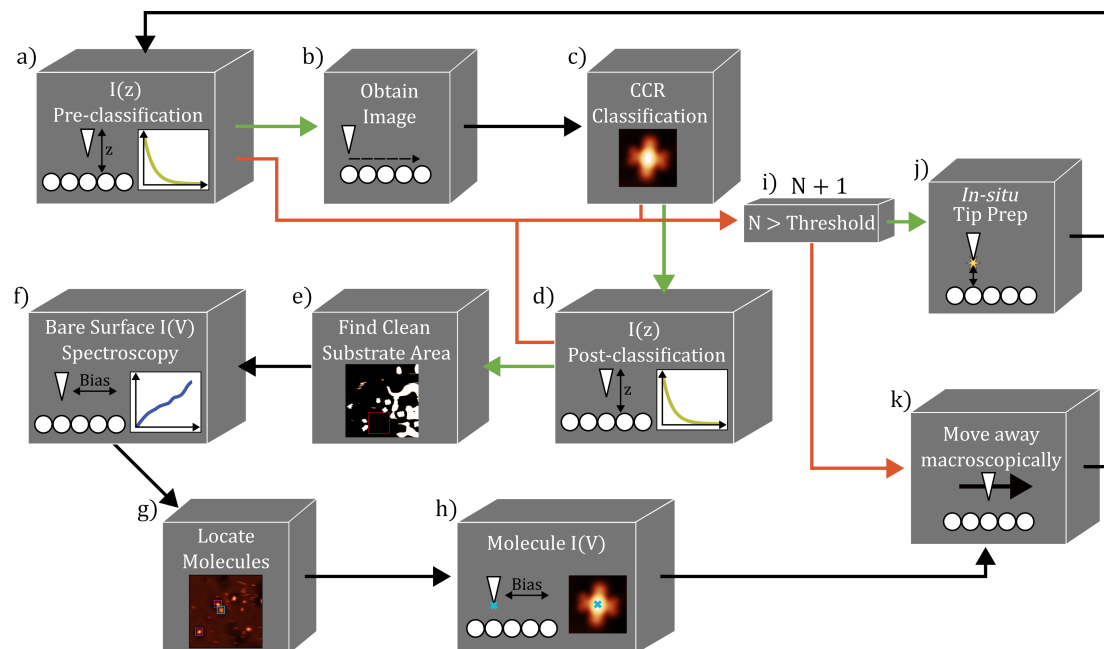 a)
I(z)
Pre-classification
z
b)
Obtain
Image
c)
CCR
Classification
i)
N + 1
N > Threshold
j)
In-situ
Tip Prep
f)
Bare Surface I(V)
Spectroscopy
Bias
e)
Find Clean
Substrate Area
d)
I(z)
Post-classification
z
k)
Move away
macroscopically
g)
Locate
Molecules
h)
Molecule I(V)
Bias